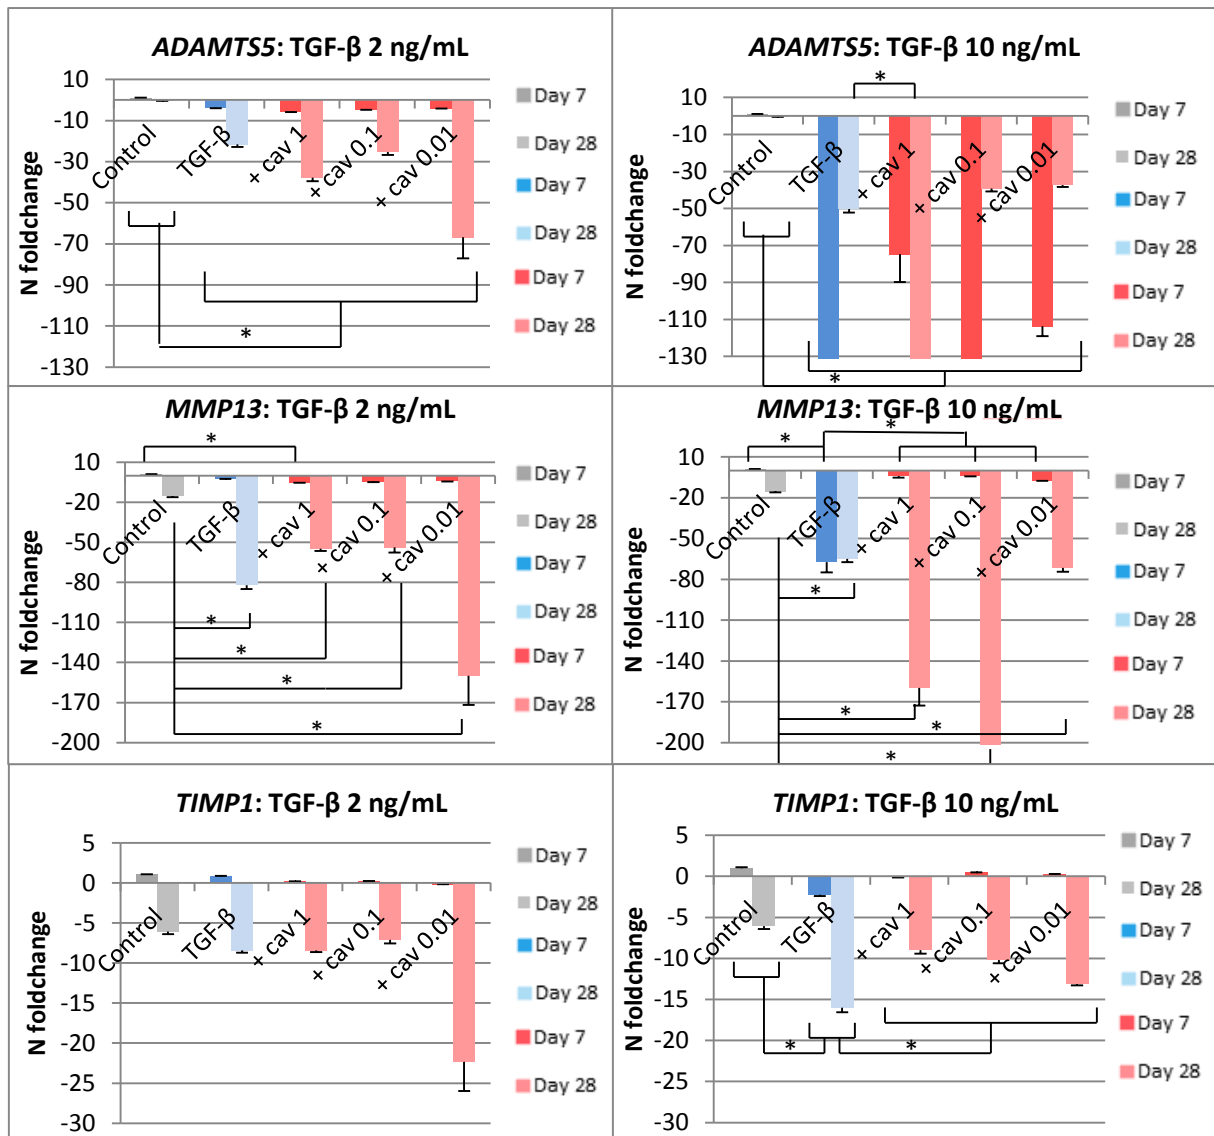 ADAMTS5: TGF-β 2 ng/mL
10
-10
-30
-50
-70
-90
-110
-130
N foldchange
Control
TGF-β
+ cav 1
+ cav 0.1
+ cav 0.01
*
Day 7
Day 28
Day 7
Day 28
Day 7
Day 28
ADAMTS5: TGF-β 10 ng/mL
10
-10
-30
-50
-70
-90
-110
-130
N foldchange
Control
TGF-β
+ cav 1
+ cav 0.1
+ cav 0.01
*
*
Day 7
Day 28
Day 7
Day 28
Day 7
Day 28
MMP13: TGF-β 2 ng/mL
10
-20
-50
-80
-110
-140
-170
-200
N foldchange
Control
TGF-β
+ cav 1
+ cav 0.1
+ cav 0.01
*
*
*
*
*
Day 7
Day 28
Day 7
Day 28
Day 7
Day 28
MMP13: TGF-β 10 ng/mL
10
-20
-50
-80
-110
-140
-170
-200
N foldchange
Control
TGF-β
+ cav 1
+ cav 0.1
+ cav 0.01
*
*
*
*
*
*
Day 7
Day 28
Day 7
Day 28
Day 7
Day 28
TIMP1: TGF-β 2 ng/mL
5
0
-5
-10
-15
-20
-25
-30
N foldchange
Control
TGF-β
+ cav 1
+ cav 0.1
+ cav 0.01
Day 7
Day 28
Day 7
Day 28
Day 7
Day 28
TIMP1: TGF-β 10 ng/mL
5
0
-5
-10
-15
-20
-25
-30
N foldchange
Control
TGF-β
+ cav 1
+ cav 0.1
+ cav 0.01
*
*
Day 7
Day 28
Day 7
Day 28
Day 7
Day 28